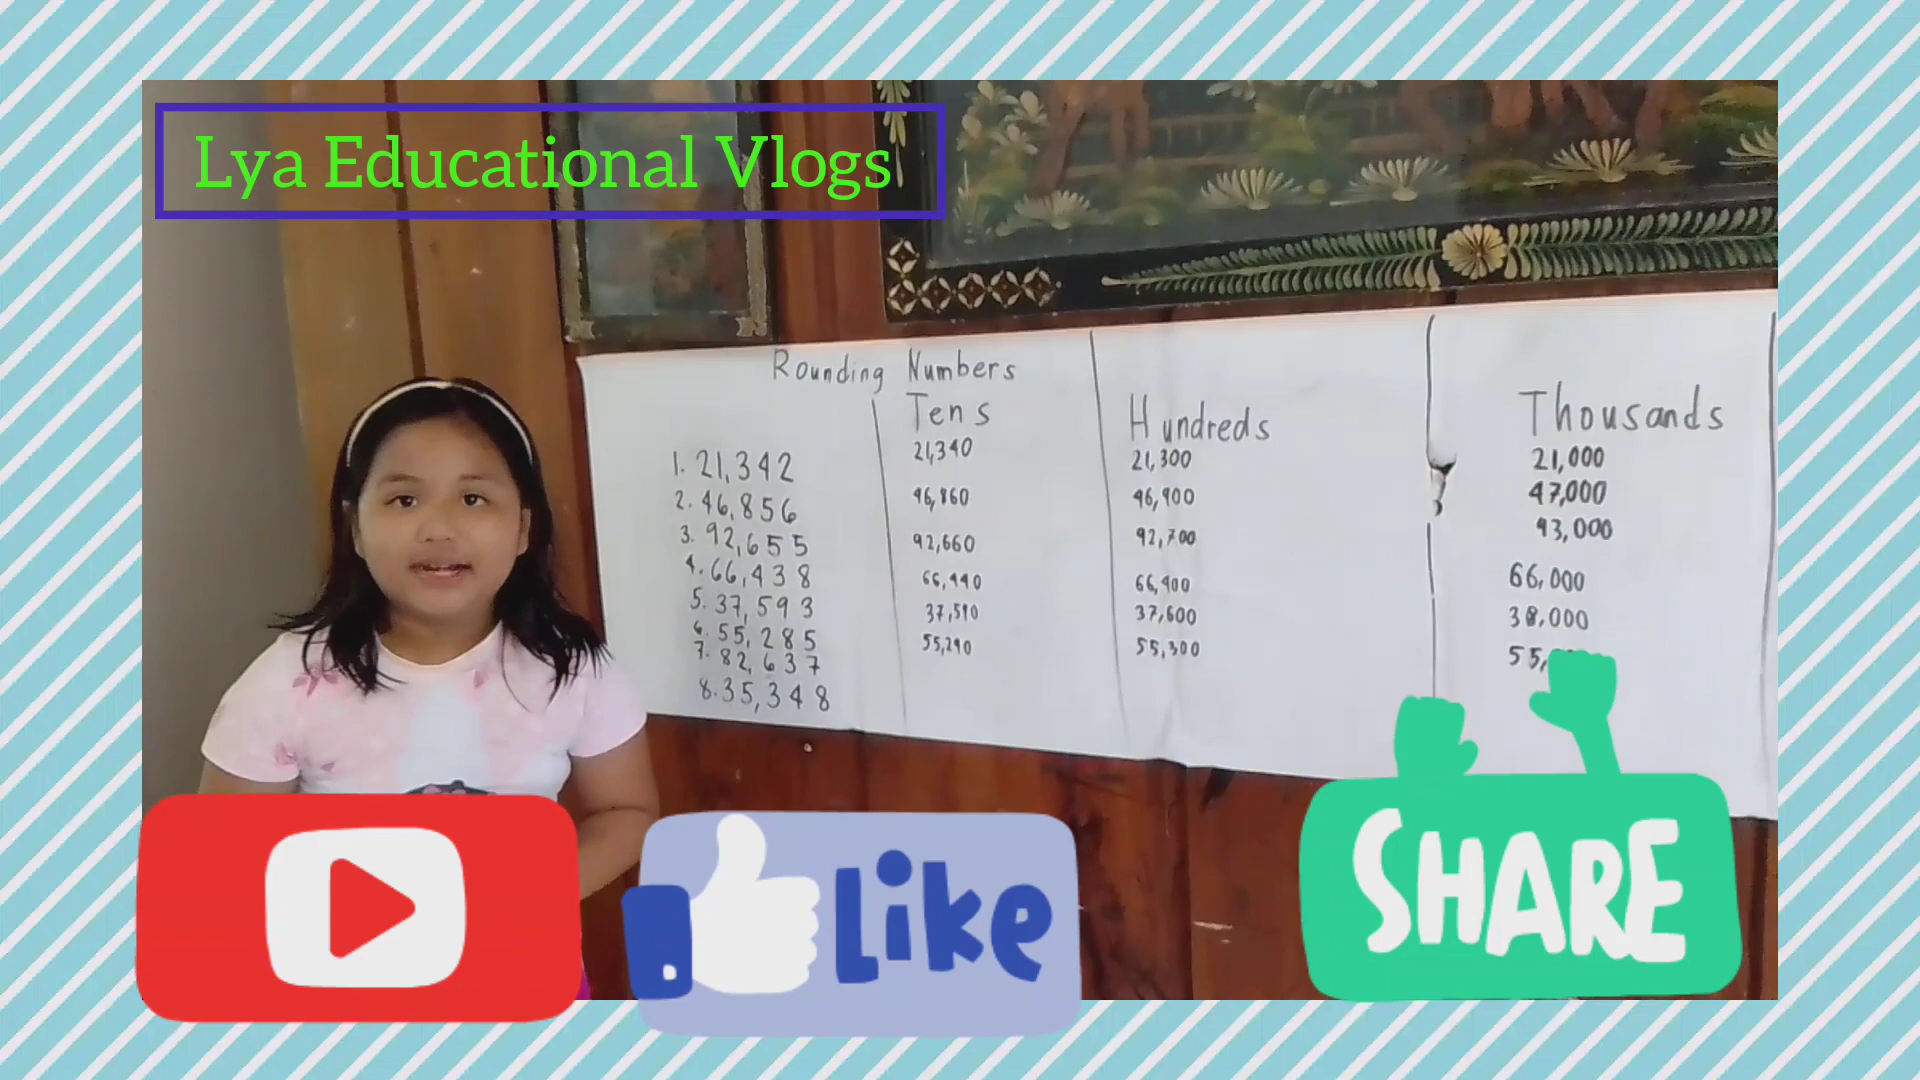 Lya Educational Vlogs
Rounding Numbers
Tens Hundreds Thousands
1. 21,342 21,340 21,300 21,000
2. 46,856 46,860 46,900 47,000
3. 92,655 92,660 92,700 93,000
4. 66,438 66,440 66,400 66,000
5. 37,593 37,590 37,600 38,000
6. 55,285 55,290 55,300
7. 82,637
8. 35,348
Like
SHARE